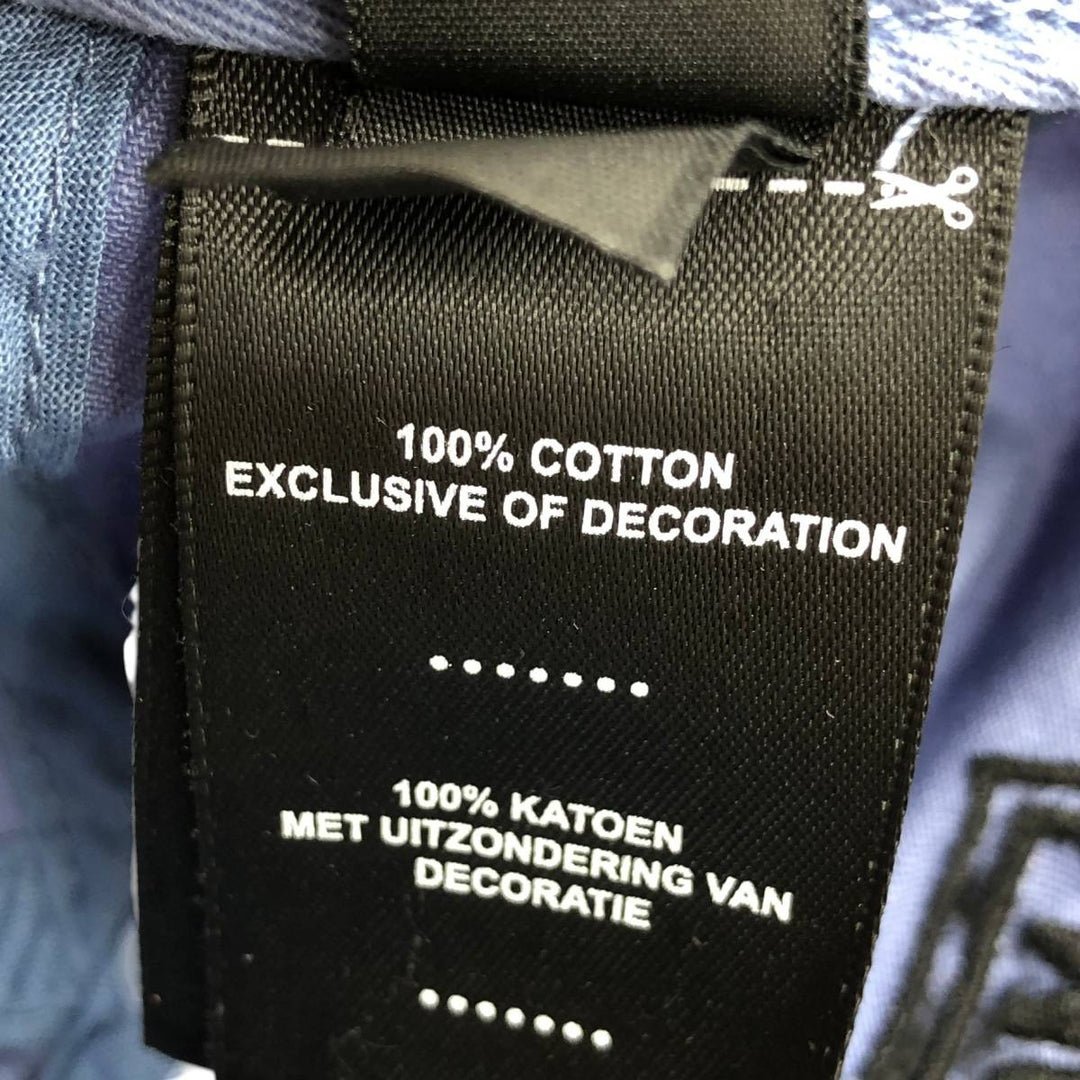 100% COTTON
EXCLUSIVE OF DECORATION
.......
100% KATOEN
MET UITZONDERING VAN
DECORATIE
.......